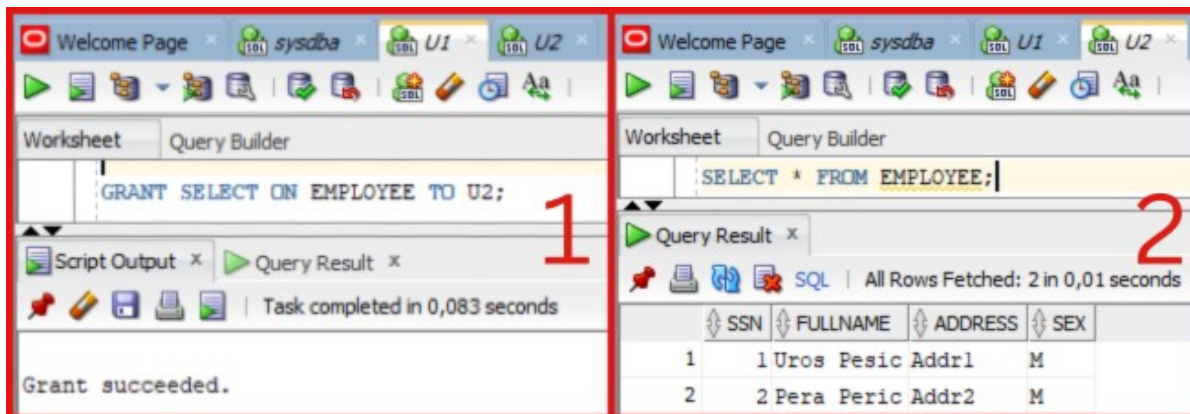 Welcome Page × sysdba × U1 × U2 ×
Worksheet Query Builder
GRANT SELECT ON EMPLOYEE TO U2;
1
Script Output × Query Result ×
Task completed in 0,083 seconds
Grant succeeded.
Welcome Page × sysdba × U1 × U2 ×
Worksheet Query Builder
SELECT * FROM EMPLOYEE;
2
Query Result ×
SQL | All Rows Fetched: 2 in 0,01 seconds
SSN FULLNAME ADDRESS SEX
1 1 Uros Pesic Addr1 M
2 2 Pera Peric Addr2 M